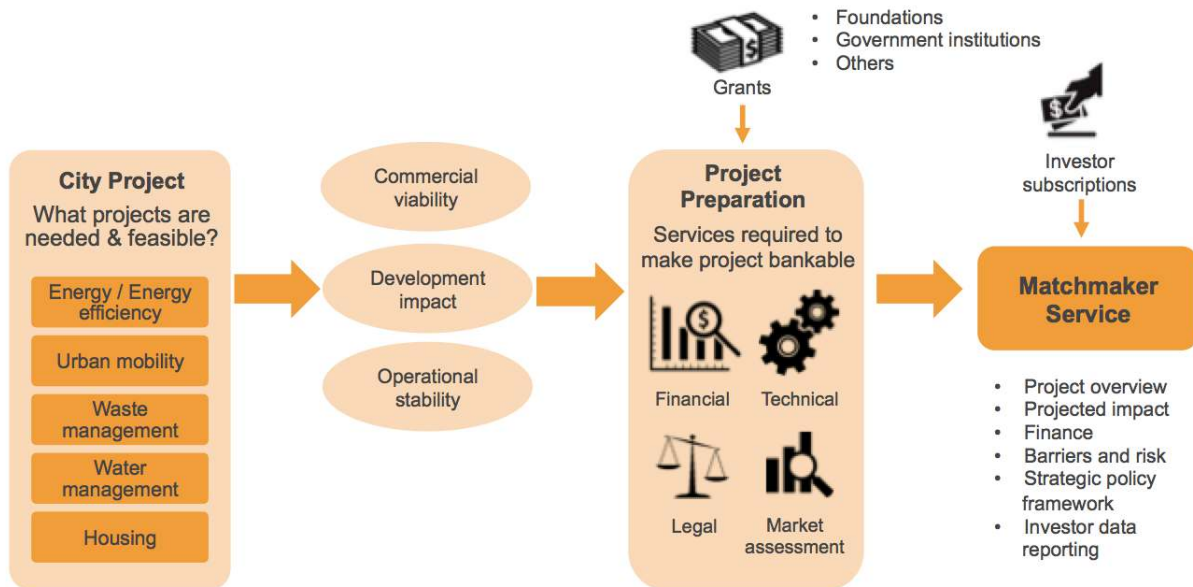 City Project
What projects are
needed & feasible?
Energy / Energy
efficiency
Urban mobility
Waste
management
Water
management
Housing
Commercial
viability
Development
impact
Operational
stability
• Foundations
• Government institutions
• Others
Grants
Project
Preparation
Services required to
make project bankable
Financial
Technical
Legal
Market
assessment
Investor
subscriptions
Matchmaker
Service
• Project overview
• Projected impact
• Finance
• Barriers and risk
• Strategic policy
framework
• Investor data
reporting